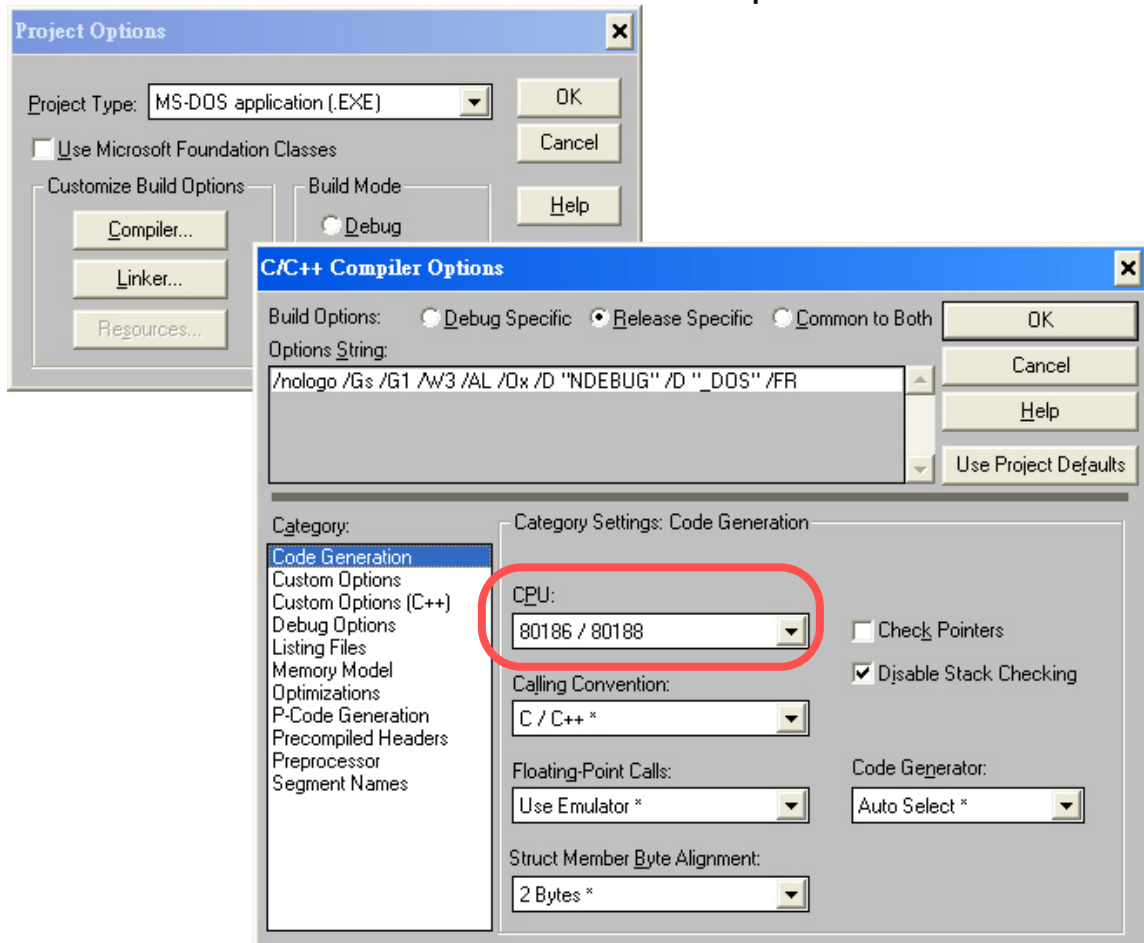 Project Options
Project Type: MS-DOS application (.EXE)
OK
Use Microsoft Foundation Classes
Cancel
Customize Build Options
Build Mode
Help
Compiler...
Debug
Linker...
Resources...
C/C++ Compiler Options
Build Options: Debug Specific Release Specific Common to Both
OK
Options String:
Cancel
/nologo /Gs /G1 /W3 /AL /Ox /D "NDEBUG" /D "_DOS" /FR
Help
Use Project Defaults
Category:
Code Generation
Custom Options
Custom Options (C++)
Debug Options
Listing Files
Memory Model
Optimizations
P-Code Generation
Precompiled Headers
Preprocessor
Segment Names
Category Settings: Code Generation
CPU:
80186 / 80188
Check Pointers
Disable Stack Checking
Calling Convention:
C / C++ *
Floating-Point Calls:
Use Emulator *
Code Generator:
Auto Select *
Struct Member Byte Alignment:
2 Bytes *